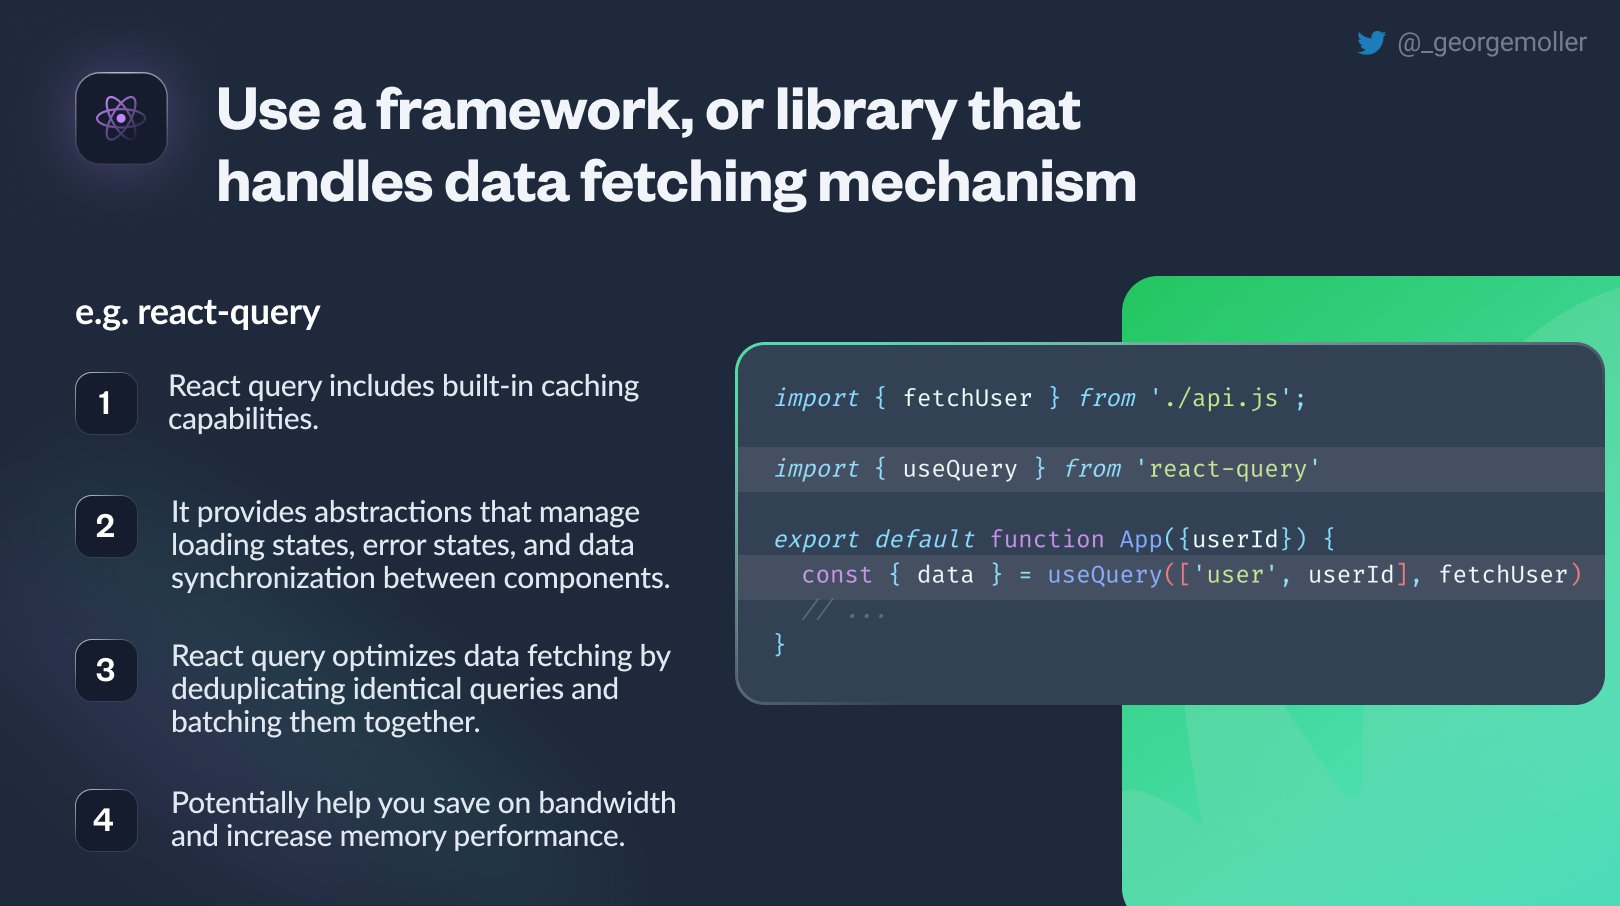 @_georgemoller
Use a framework, or library that
handles data fetching mechanism
e.g. react-query
1
React query includes built-in caching
capabilities.
2
It provides abstractions that manage
loading states, error states, and data
synchronization between components.
3
React query optimizes data fetching by
deduplicating identical queries and
batching them together.
4
Potentially help you save on bandwidth
and increase memory performance.
import { fetchUser } from './api.js';
import { useQuery } from 'react-query'
export default function App({userId}) {
  const { data } = useQuery(['user', userId], fetchUser)
  // ...
}